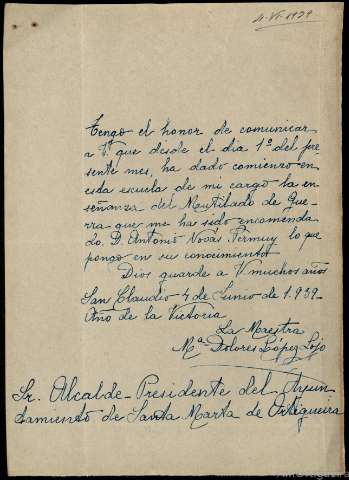 4-VI-1939
Tengo el honor de comunicar
a V. que desde el dia 1º del pre
sente mes, ha dado comienzo en
esta escuela de mi cargo la en
señanza del Mutilado de Gue
rra que me ha sido encomenda
do. D. Antonio Novas Permuy lo que
pongo en su conocimiento
Dios guarde a V. muchos años
San Claudio 4 de Junio de 1.939-
Año de la Victoria
La Maestra
Mª Dolores López Loso
Sr. Alcalde-Presidente del Ayun
tamiento de Santa Marta de Ortigueira